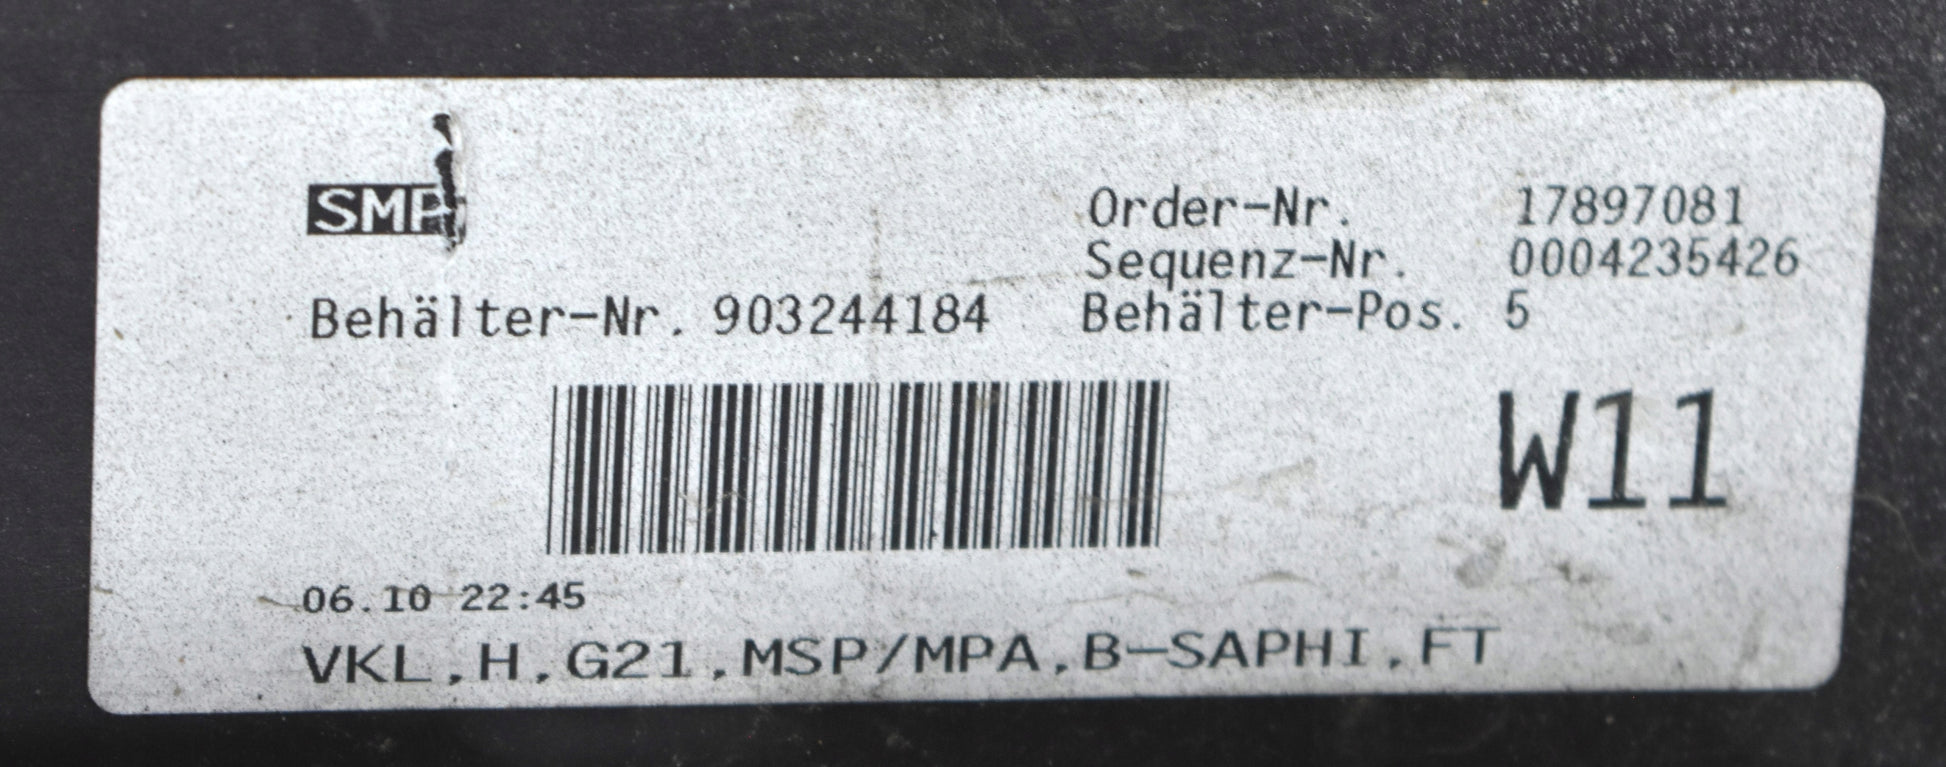 SMP
Order-Nr. 17897081
Sequenz-Nr. 0004235426
Behälter-Nr. 903244184 Behälter-Pos. 5
W11
06.10 22:45
VKL,H,G21,MSP/MPA,B-SAPHI,FT